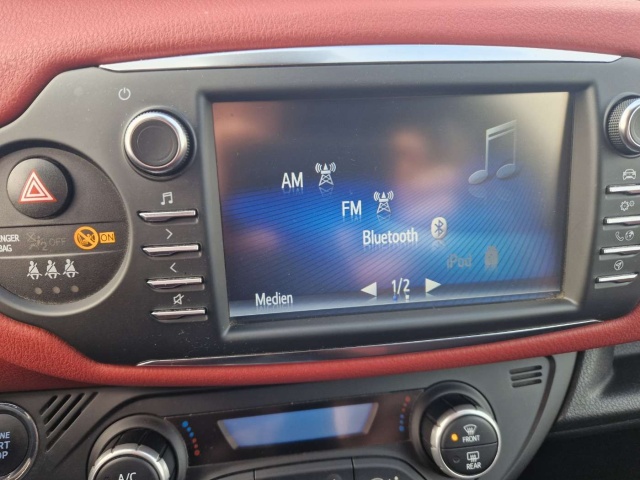 AM
FM
Bluetooth
iPod
Medien
1/2
OFF
ON
FRONT
REAR
A/C